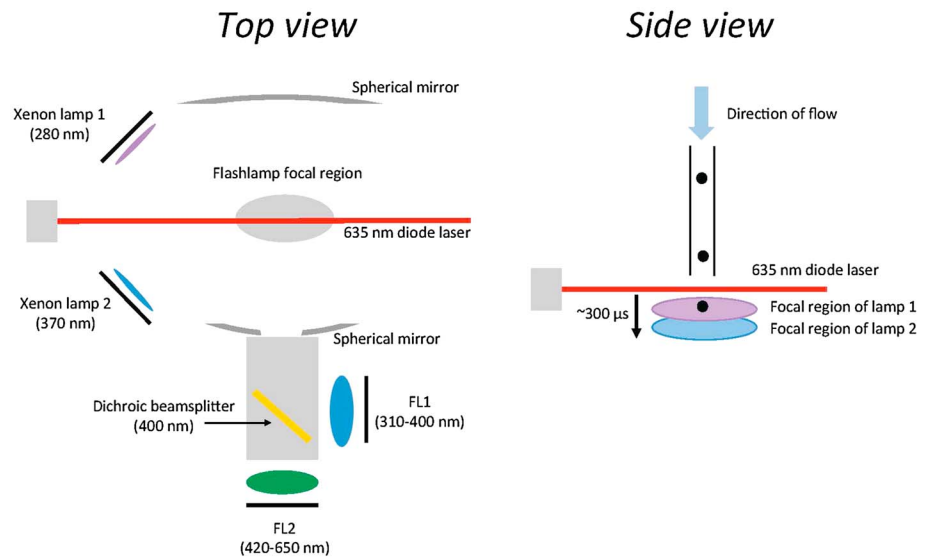 Top view
Spherical mirror
Xenon lamp 1
(280 nm)
Flashlamp focal region
635 nm diode laser
Xenon lamp 2
(370 nm)
Spherical mirror
Dichroic beamsplitter
(400 nm)
FL1
(310-400 nm)
FL2
(420-650 nm)
Side view
Direction of flow
635 nm diode laser
~300 µs
Focal region of lamp 1
Focal region of lamp 2